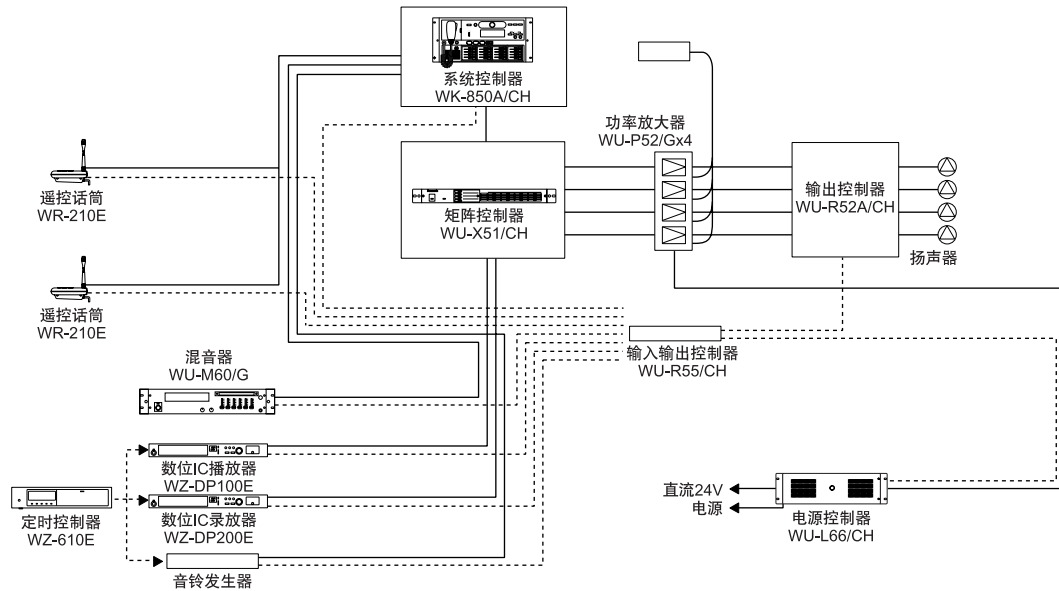 系统控制器
WK-850A/CH
功率放大器
WU-P52/Gx4
遥控话筒
WR-210E
矩阵控制器
WU-X51/CH
输出控制器
WU-R52A/CH
扬声器
遥控话筒
WR-210E
输入输出控制器
WU-R55/CH
混音器
WU-M60/G
数位IC播放器
WZ-DP100E
定时控制器
WZ-610E
数位IC录放器
WZ-DP200E
音铃发生器
直流24V
电源
电源控制器
WU-L66/CH